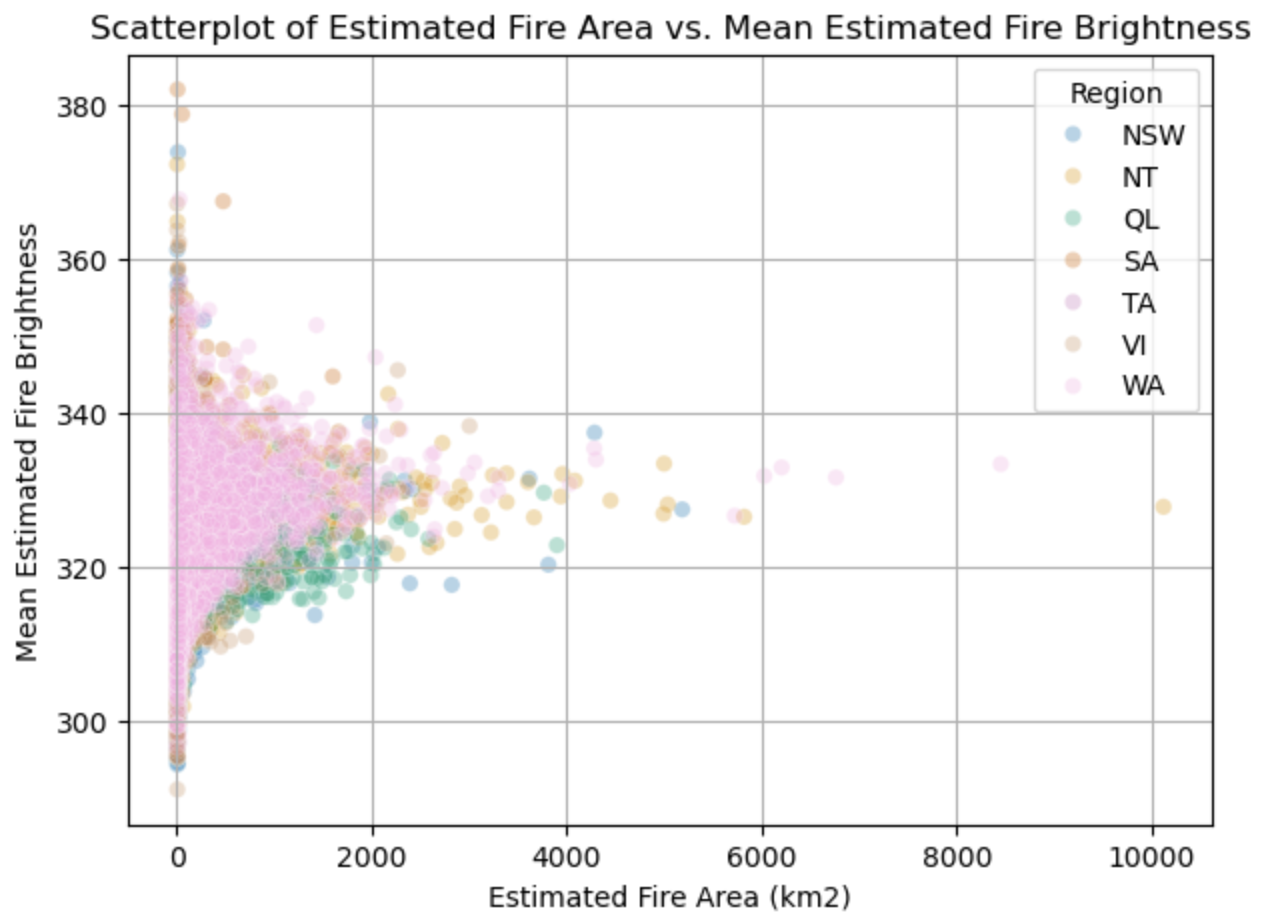 Scatterplot of Estimated Fire Area vs. Mean Estimated Fire Brightness
Mean Estimated Fire Brightness
380
360
340
320
300
Region
NSW
NT
QL
SA
TA
VI
WA
0 2000 4000 6000 8000 10000
Estimated Fire Area (km2)